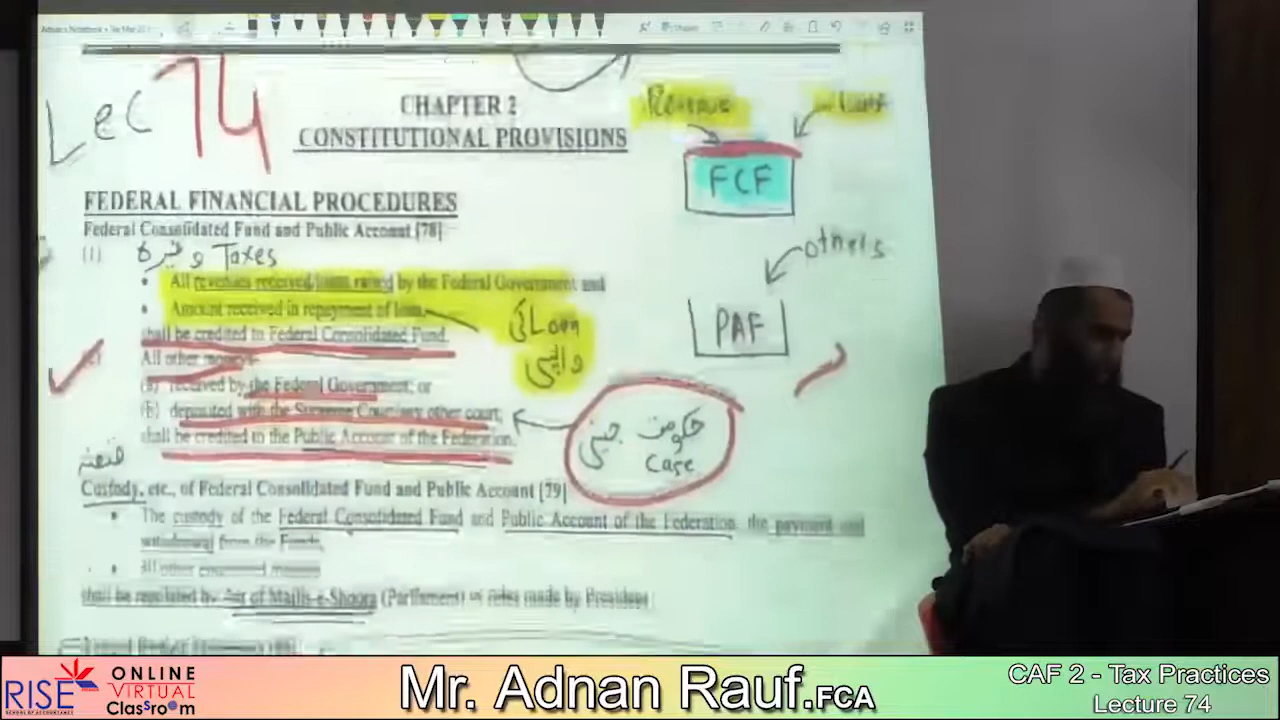 Lec 74
CHAPTER 2
CONSTITUTIONAL PROVISIONS
Revenue
FCF
FEDERAL FINANCIAL PROCEDURES
Federal Consolidated Fund and Public Account [78]
(1) Taxes وغیرہ
• All revenues received/loans raised by the Federal Government and
• Amount received in repayment of loan,
Loan کی
واپسی
shall be credited to Federal Consolidated Fund.
others
PAF
All other moneys
(a) received by the Federal Government; or
(b) deposited with the Supreme Court/any other court,
shall be credited to the Public Account of the Federation.
حکومت جیتی
Case
Custody, etc., of Federal Consolidated Fund and Public Account [79]
• The custody of the Federal Consolidated Fund and Public Account of the Federation, the payment and
withdrawal from the Funds,
• All other
shall be regulated by Act of Majlis-e-Shoora (Parliament) or rules made by President
RISE
SCHOOL OF ACCOUNTANCY
ONLINE
VIRTUAL
Classroom
Mr. Adnan Rauf.FCA
CAF 2 - Tax Practices
Lecture 74